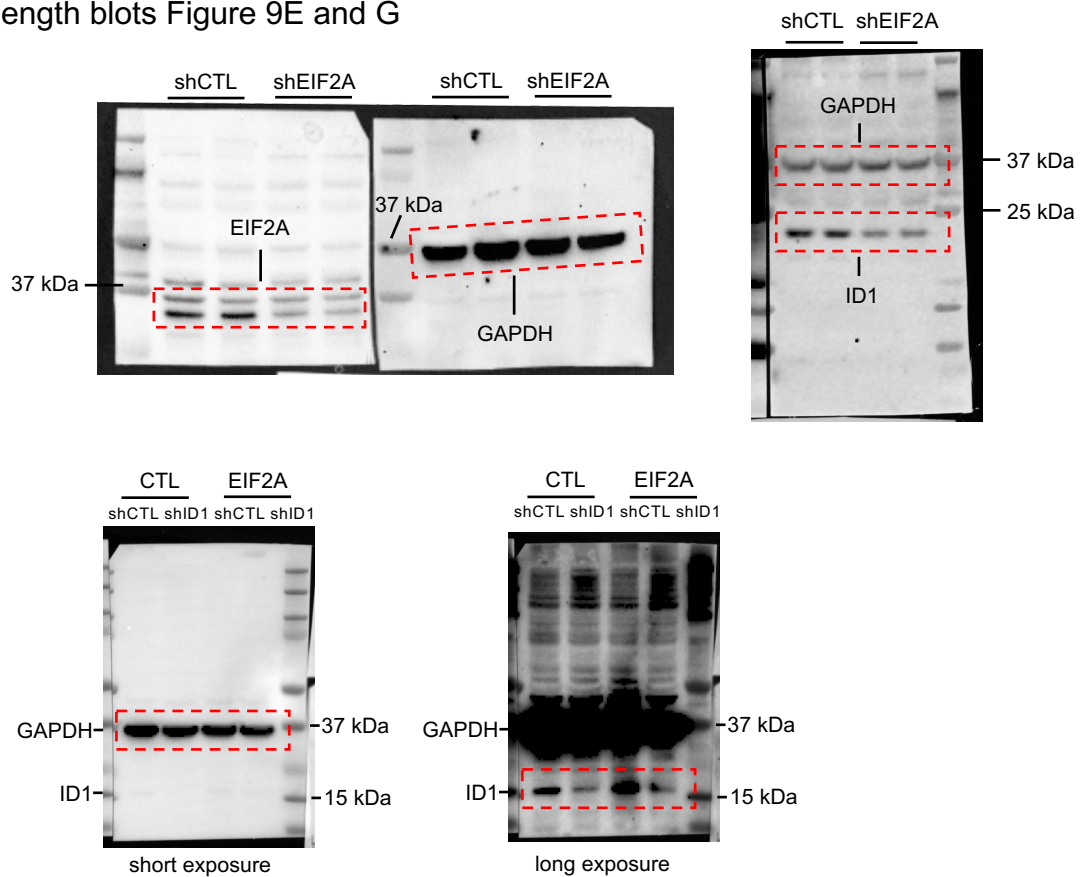 ength blots Figure 9E and G
shCTL shEIF2A
shCTL shEIF2A
EIF2A
37 kDa
37 kDa
GAPDH
shCTL shEIF2A
GAPDH
37 kDa
25 kDa
ID1
CTL EIF2A
shCTL shID1 shCTL shID1
GAPDH
37 kDa
ID1
15 kDa
short exposure
CTL EIF2A
shCTL shID1 shCTL shID1
GAPDH
37 kDa
ID1
15 kDa
long exposure